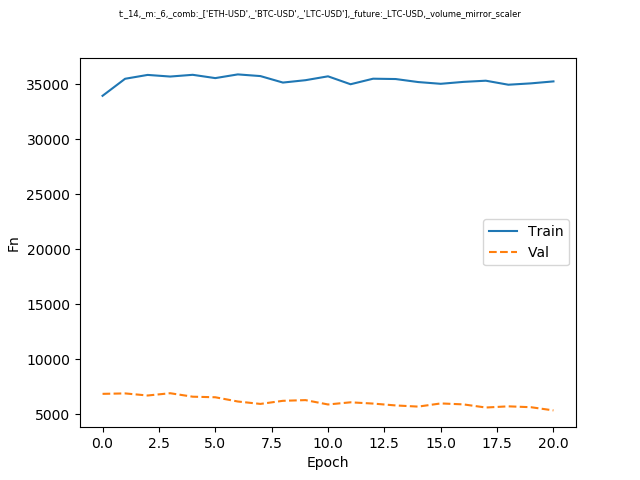 t:_14,_m:_6,_comb:_['ETH-USD',_'BTC-USD',_'LTC-USD'],_future:_LTC-USD,_volume_mirror_scaler
35000
30000
25000
20000
15000
10000
5000
Fn
Train
Val
0.0 2.5 5.0 7.5 10.0 12.5 15.0 17.5 20.0
Epoch